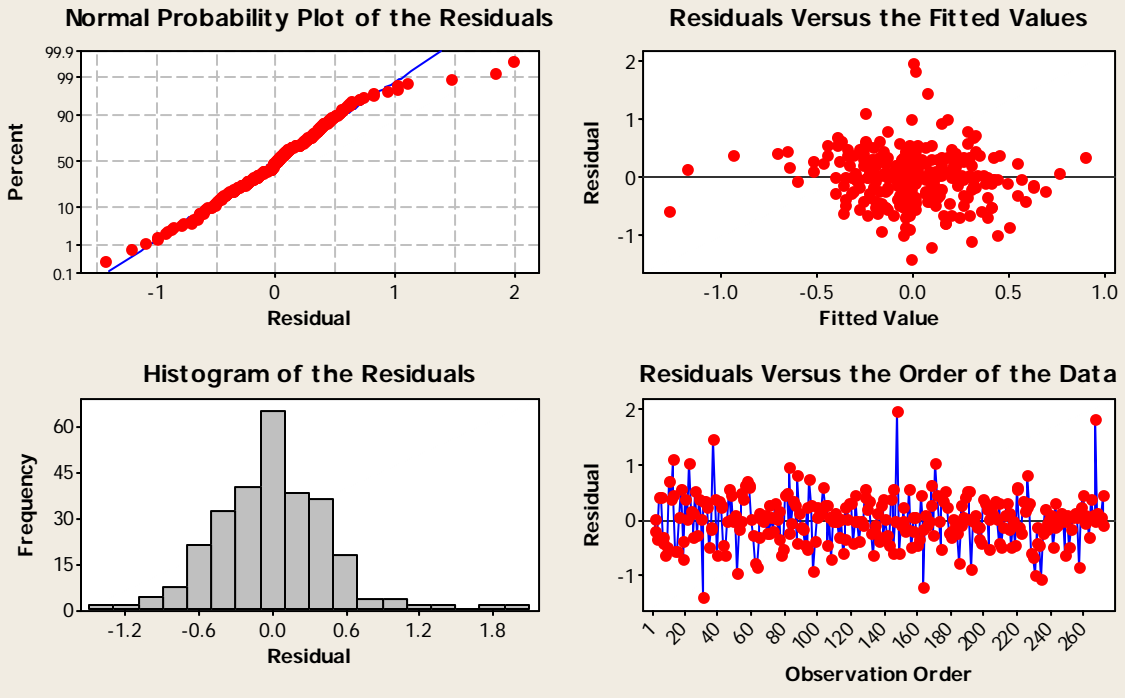 Normal Probability Plot of the Residuals
99.9
99
90
50
10
1
0.1
Percent
-1 0 1 2
Residual
Residuals Versus the Fitted Values
2
1
0
-1
Residual
-1.0 -0.5 0.0 0.5 1.0
Fitted Value
Histogram of the Residuals
60
45
30
15
0
Frequency
-1.2 -0.6 0.0 0.6 1.2 1.8
Residual
Residuals Versus the Order of the Data
2
1
0
-1
Residual
1 20 40 60 80 100 120 140 160 180 200 220 240 260
Observation Order